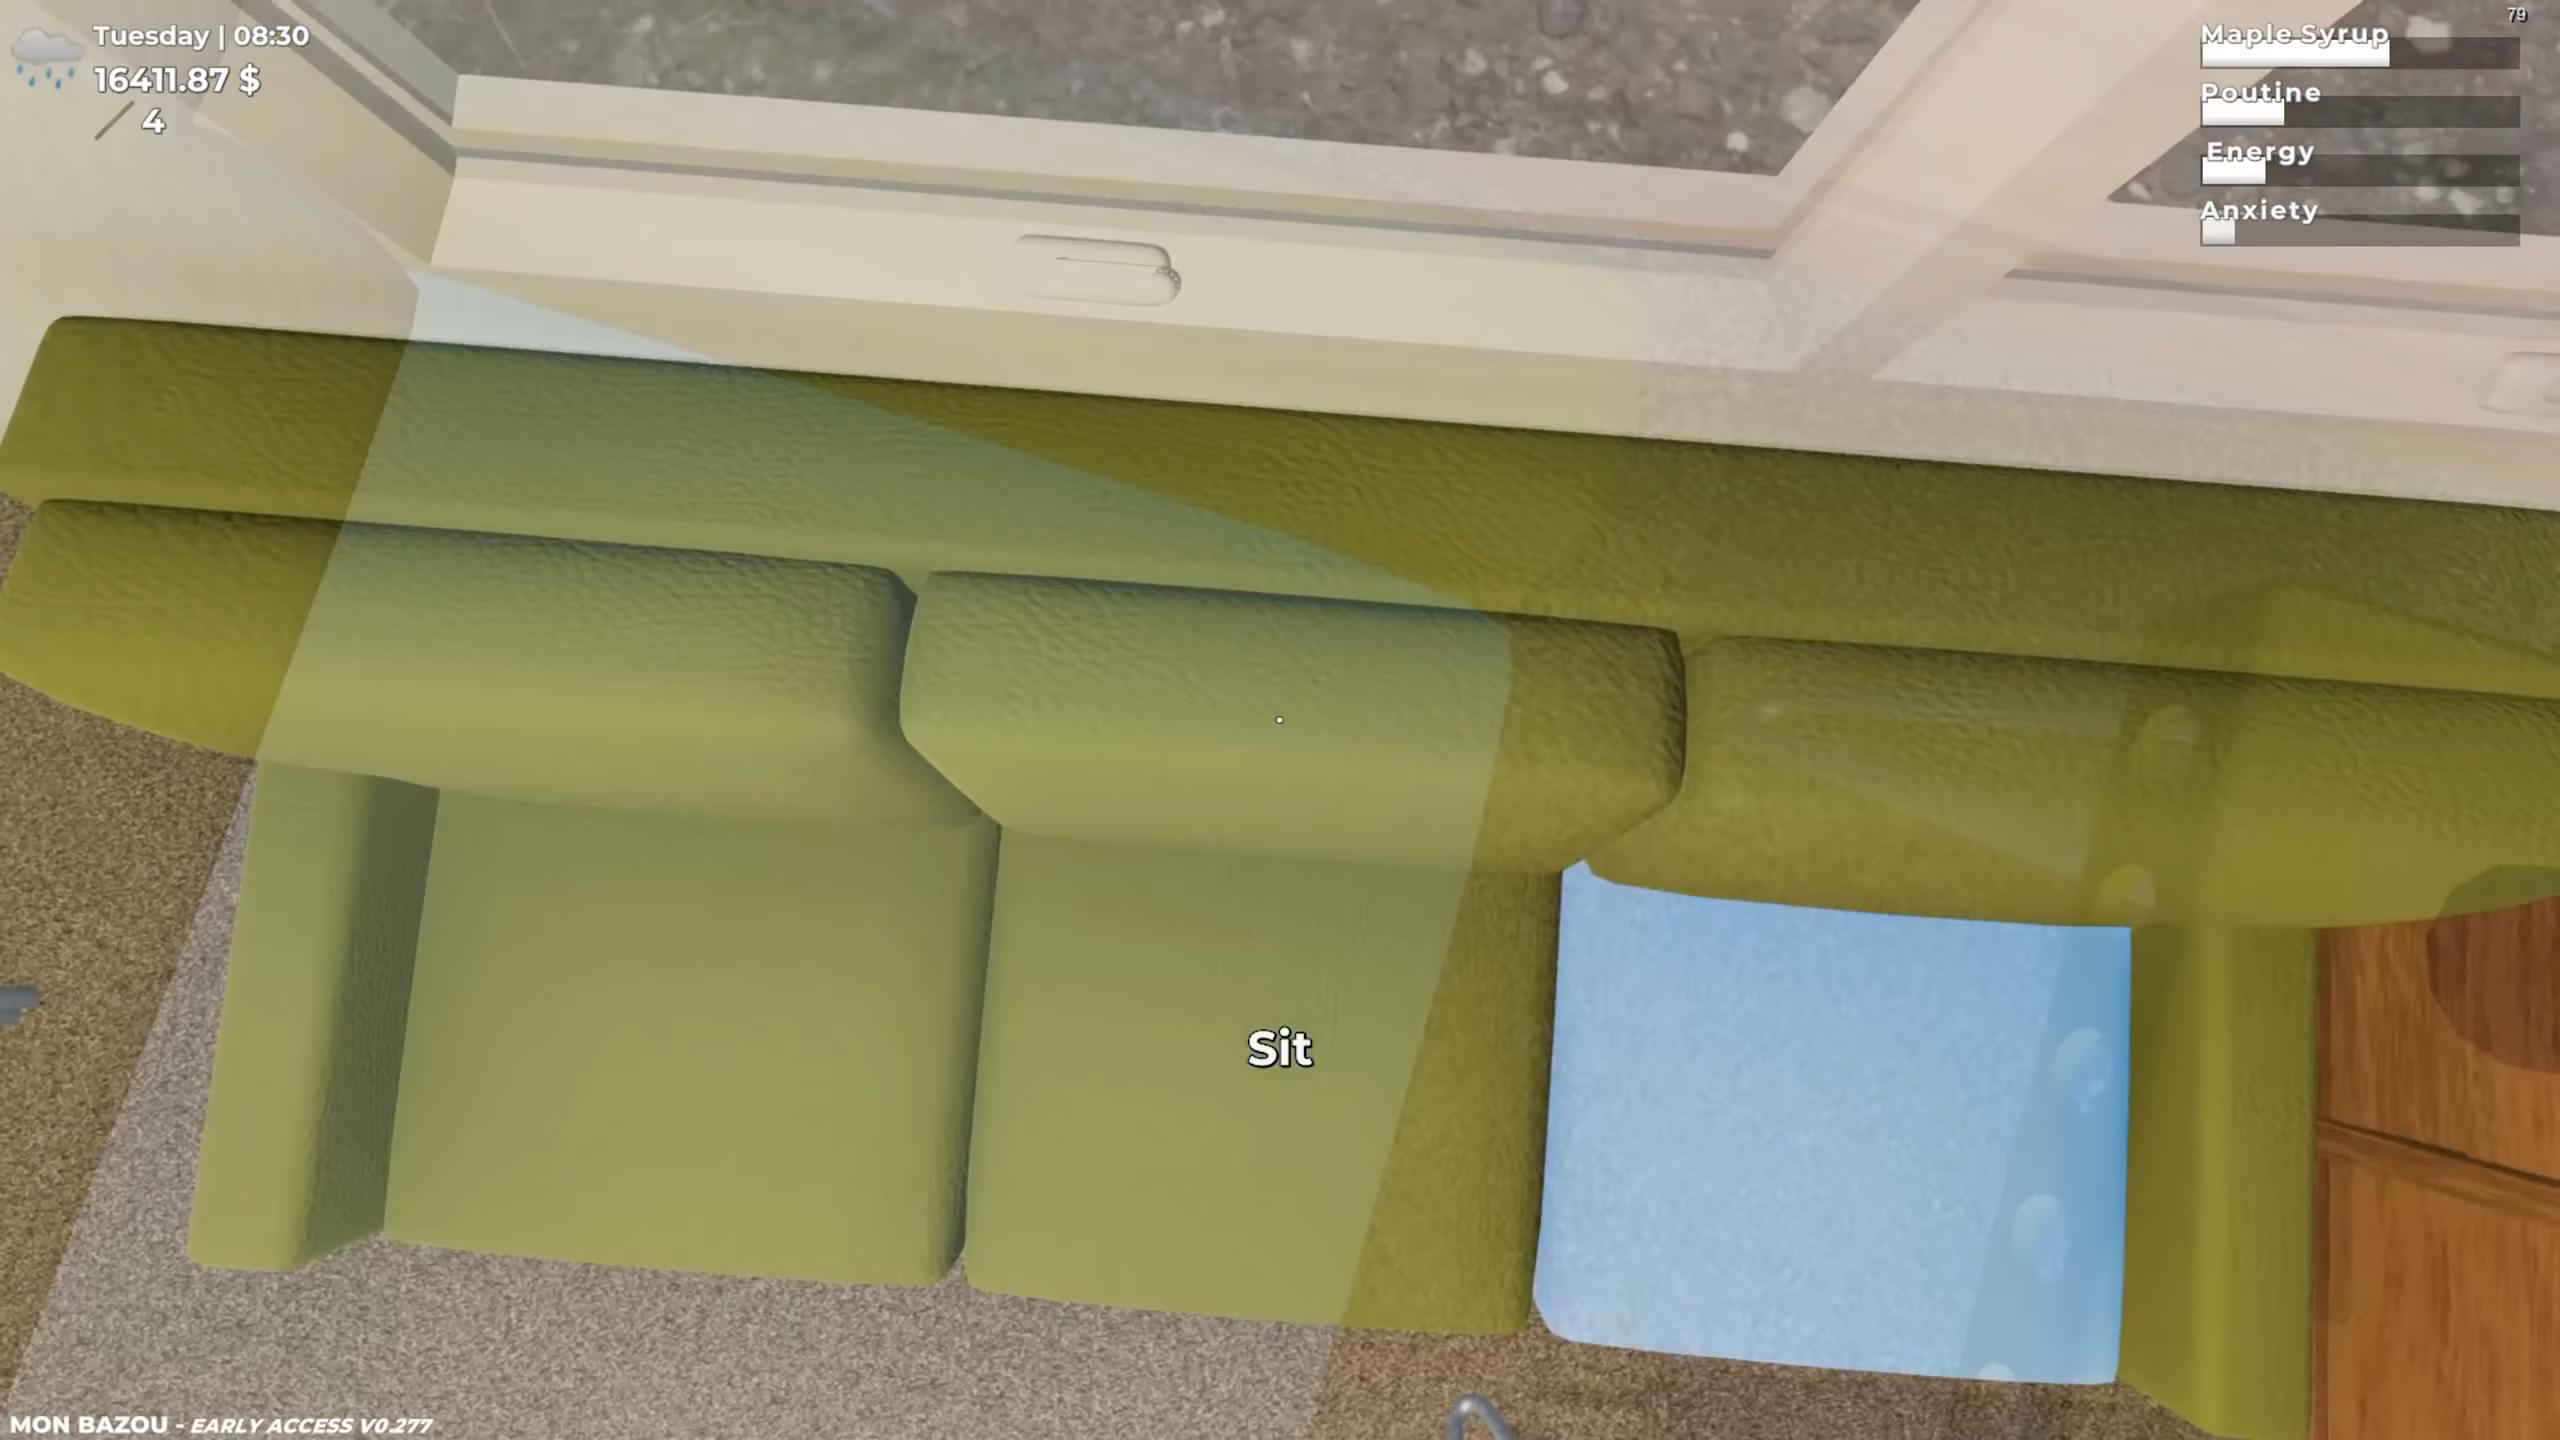 Tuesday | 08:30
16411.87 $
4
79
Maple Syrup
Poutine
Energy
Anxiety
Sit
MON BAZOU - EARLY ACCESS V0.277